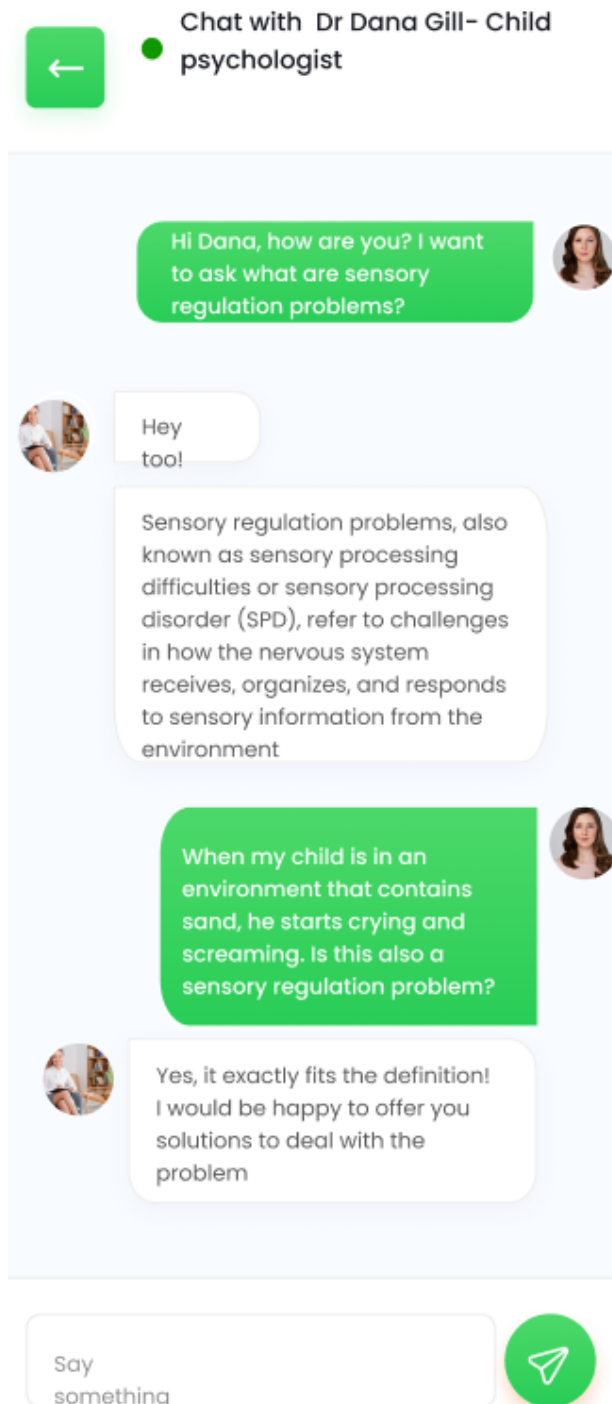 Chat with  Dr Dana Gill- Child
psychologist
Hi Dana, how are you? I want
to ask what are sensory
regulation problems?
Hey
too!
Sensory regulation problems, also
known as sensory processing
difficulties or sensory processing
disorder (SPD), refer to challenges
in how the nervous system
receives, organizes, and responds
to sensory information from the
environment
When my child is in an
environment that contains
sand, he starts crying and
screaming. Is this also a
sensory regulation problem?
Yes, it exactly fits the definition!
I would be happy to offer you
solutions to deal with the
problem
Say
something